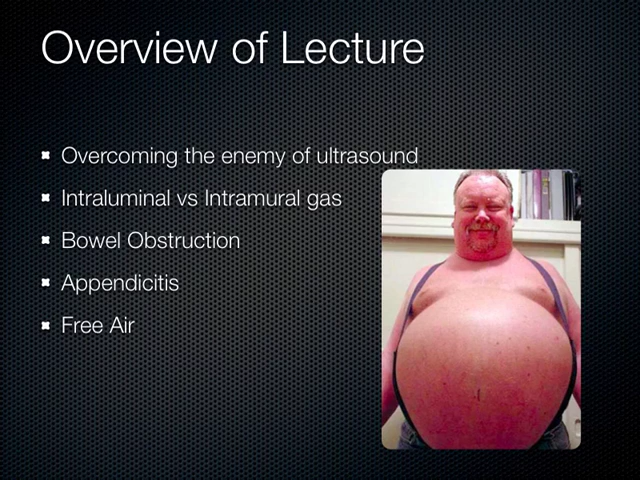 Overview of Lecture
Overcoming the enemy of ultrasound
Intraluminal vs Intramural gas
Bowel Obstruction
Appendicitis
Free Air